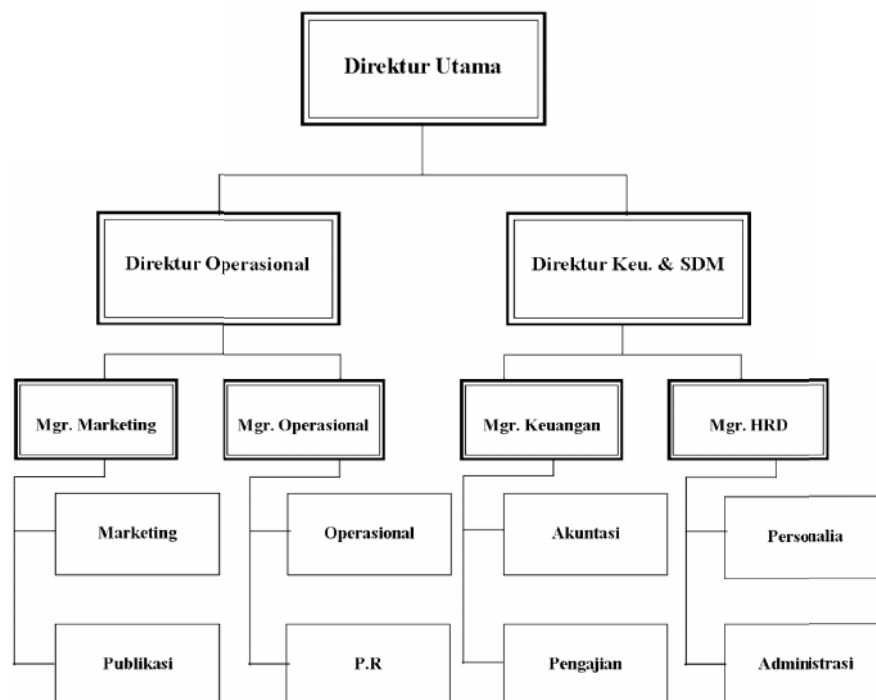 Direktur Utama
Direktur Operasional
Direktur Keu. & SDM
Mgr. Marketing
Mgr. Operasional
Mgr. Keuangan
Mgr. HRD
Marketing
Operasional
Akuntasi
Personalia
Publikasi
P.R
Pengajian
Administrasi